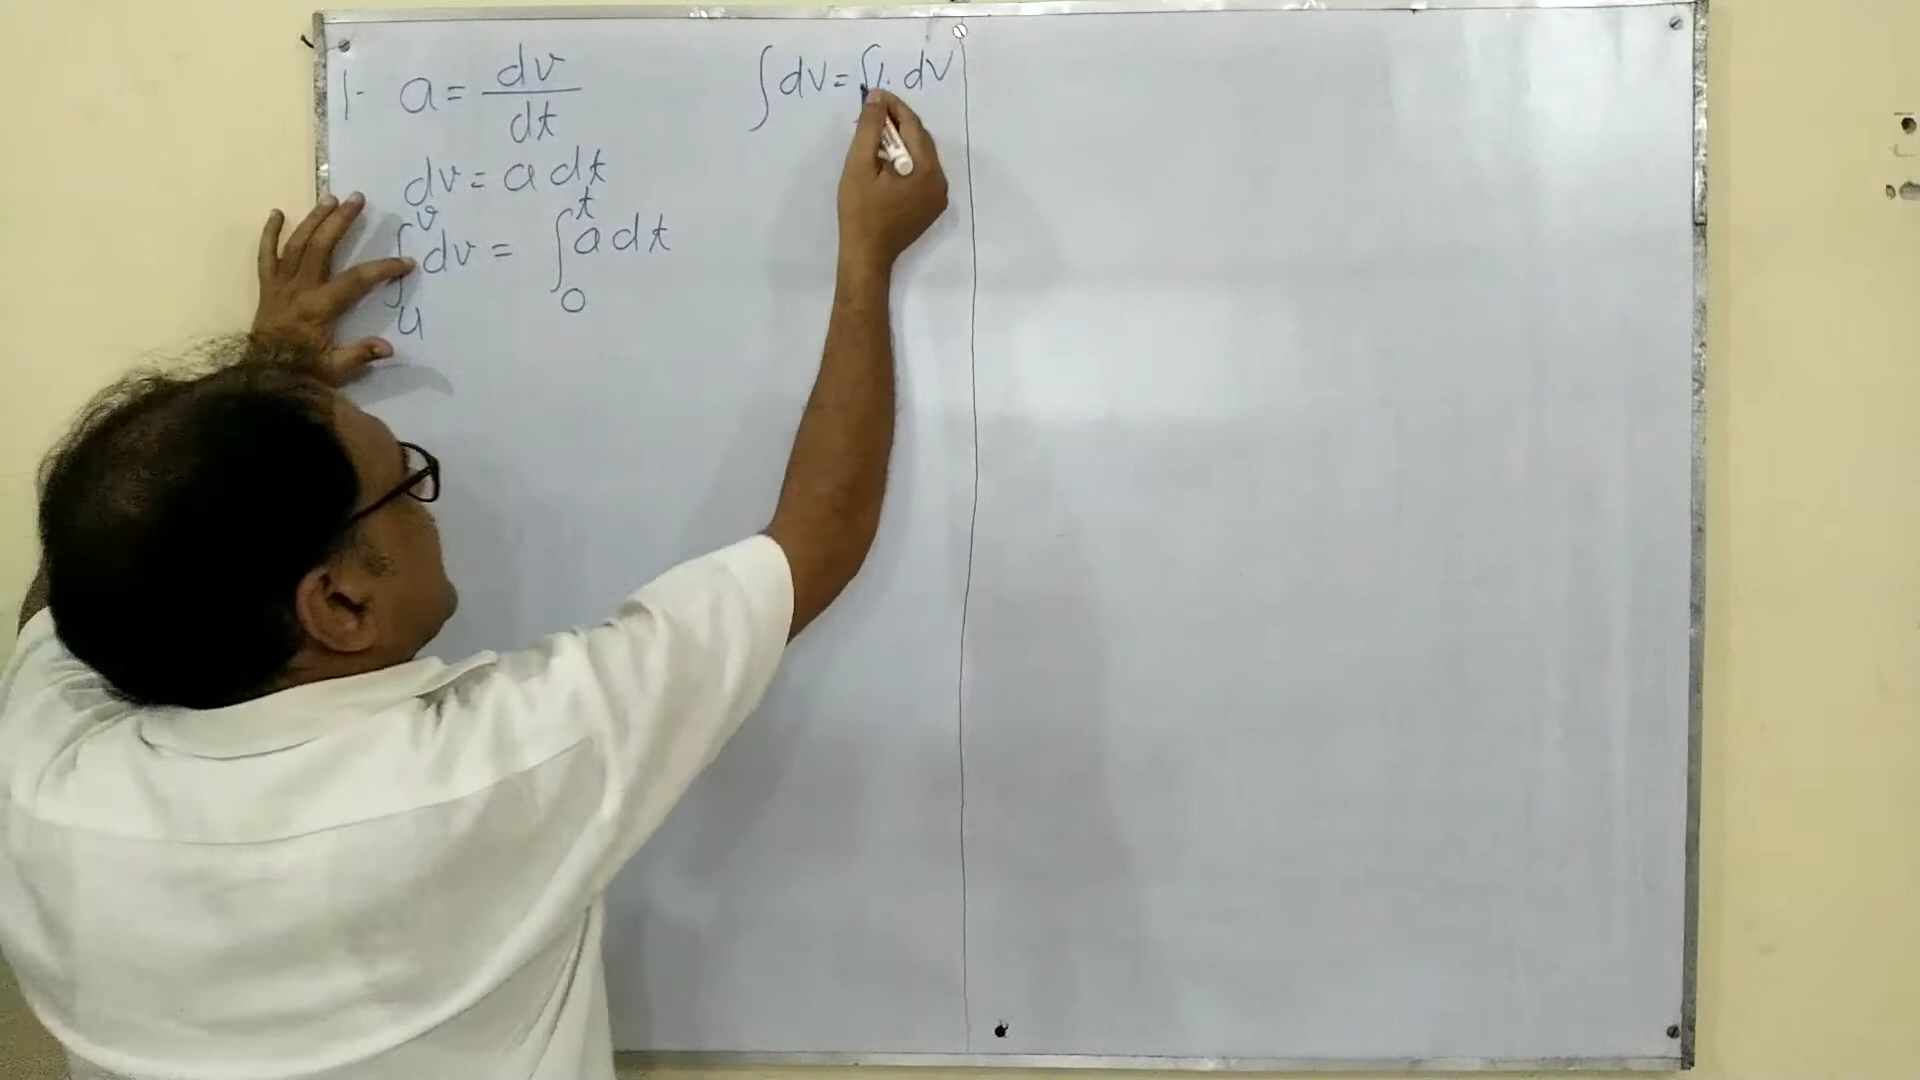 1- a = dv/dt
dv = a dt
∫_u^v dv = ∫_0^t a dt
∫dv = ∫1. dv